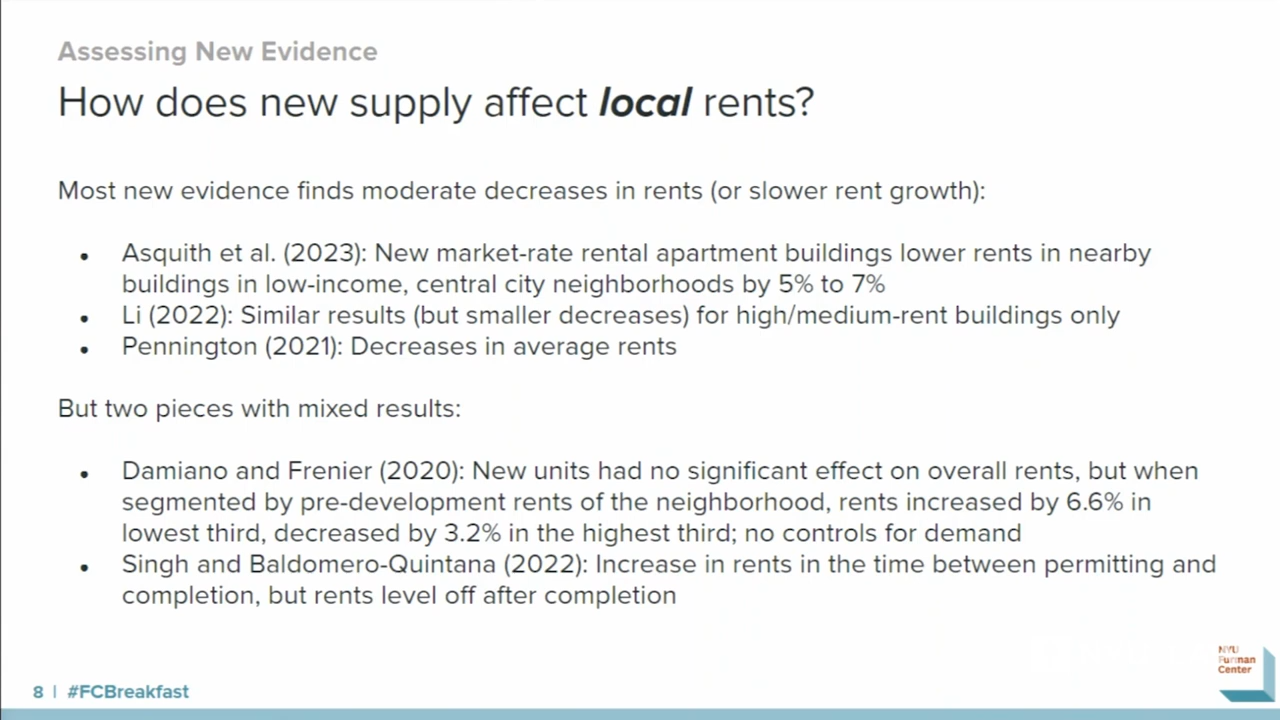 Assessing New Evidence
How does new supply affect local rents?
Most new evidence finds moderate decreases in rents (or slower rent growth):
• Asquith et al. (2023): New market-rate rental apartment buildings lower rents in nearby
buildings in low-income, central city neighborhoods by 5% to 7%
• Li (2022): Similar results (but smaller decreases) for high/medium-rent buildings only
• Pennington (2021): Decreases in average rents
But two pieces with mixed results:
• Damiano and Frenier (2020): New units had no significant effect on overall rents, but when
segmented by pre-development rents of the neighborhood, rents increased by 6.6% in
lowest third, decreased by 3.2% in the highest third; no controls for demand
• Singh and Baldomero-Quintana (2022): Increase in rents in the time between permitting and
completion, but rents level off after completion
NYU
Furman
Center
8 | #FCBreakfast